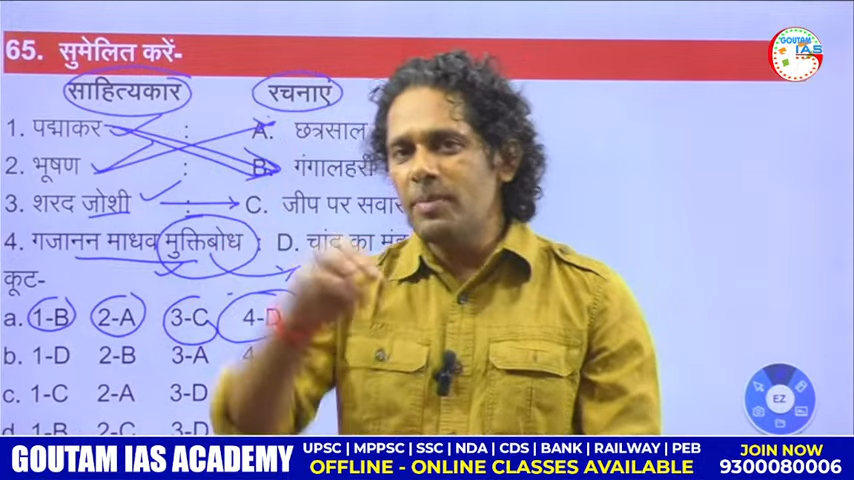 65. सुमेलित करें-
GOUTAM
IAS
साहित्यकार रचनाएं
1. पद्माकर : A. छत्रसाल
2. भूषण : B. गंगालहरी
3. शरद जोशी : C. जीप पर सवार
4. गजानन माधव मुक्तिबोध : D. चांद का
कूट-
a. 1-B 2-A 3-C 4-D
b. 1-D 2-B 3-A 4
c. 1-C 2-A 3-D
d. 1-B 2-C 3-D
EZ
GOUTAM IAS ACADEMY
UPSC | MPPSC | SSC | NDA | CDS | BANK | RAILWAY | PEB
OFFLINE - ONLINE CLASSES AVAILABLE
JOIN NOW
9300080006